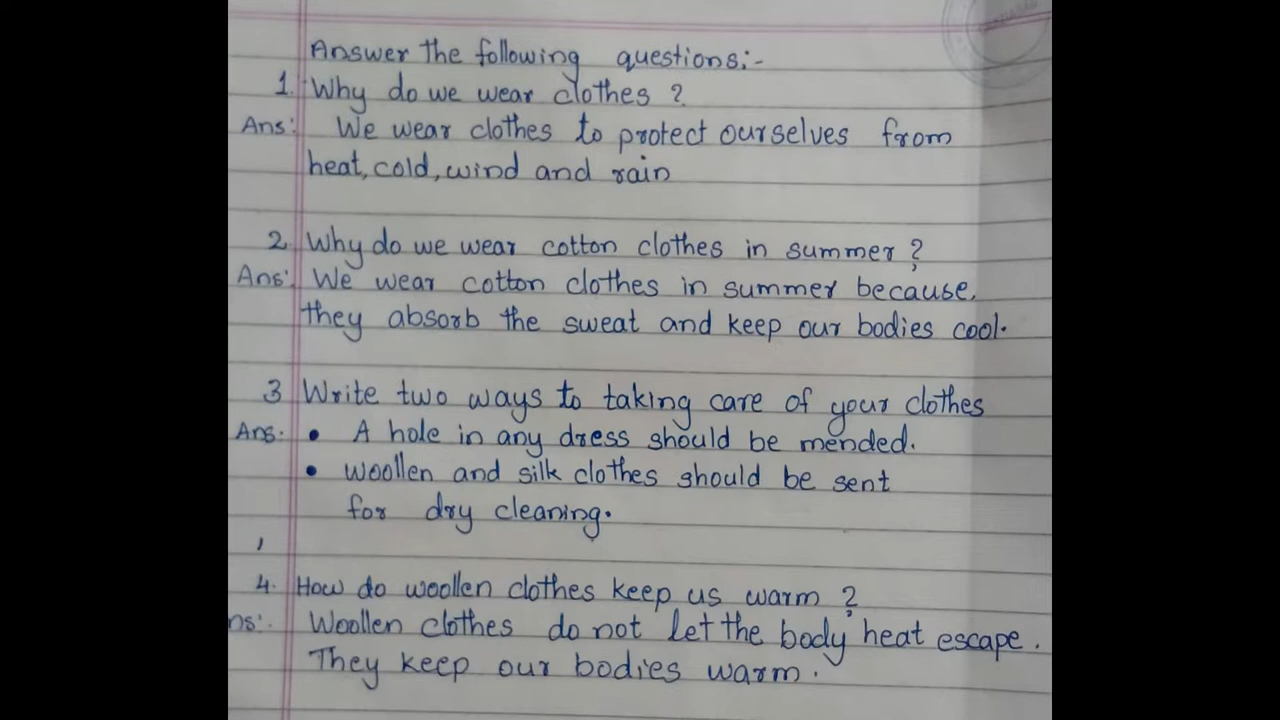 Answer the following questions:-
1. Why do we wear clothes ?
Ans: We wear clothes to protect ourselves from
heat, cold, wind and rain
2. Why do we wear cotton clothes in summer ?
Ans: We wear cotton clothes in summer because
they absorb the sweat and keep our bodies cool.
3 Write two ways to taking care of your clothes
Ans. • A hole in any dress should be mended.
• Woollen and silk clothes should be sent
for dry cleaning.
4. How do woollen clothes keep us warm ?
ns:. Woollen clothes do not let the body heat escape.
They keep our bodies warm.